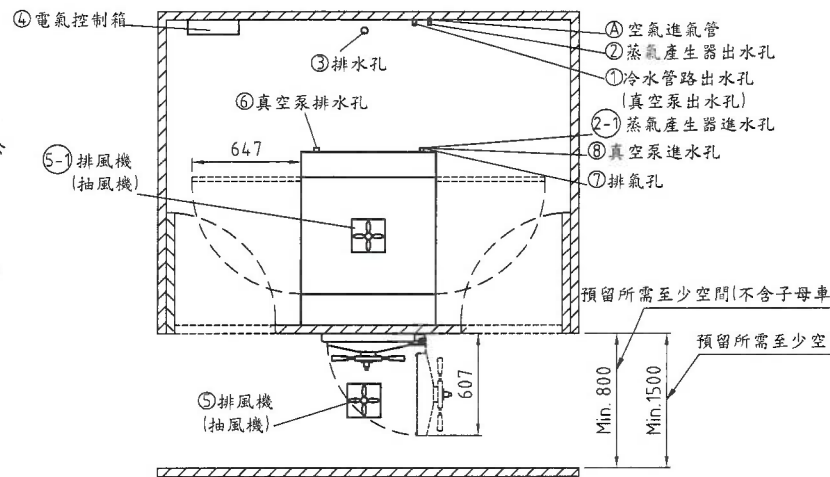 ④電氣控制箱
Ⓐ空氣進氣管
②蒸氣產生器出水孔
③排水孔
①冷水管路出水孔
(真空泵出水孔)
⑥真空泵排水孔
2-1 蒸氣產生器進水孔
⑧真空泵進水孔
⑦排氣孔
5-1 排風機
(抽風機)
647
預留所需至少空間(不含子母車
預留所需至少空
⑤排風機
(抽風機)
607
Min. 800
Min.1500